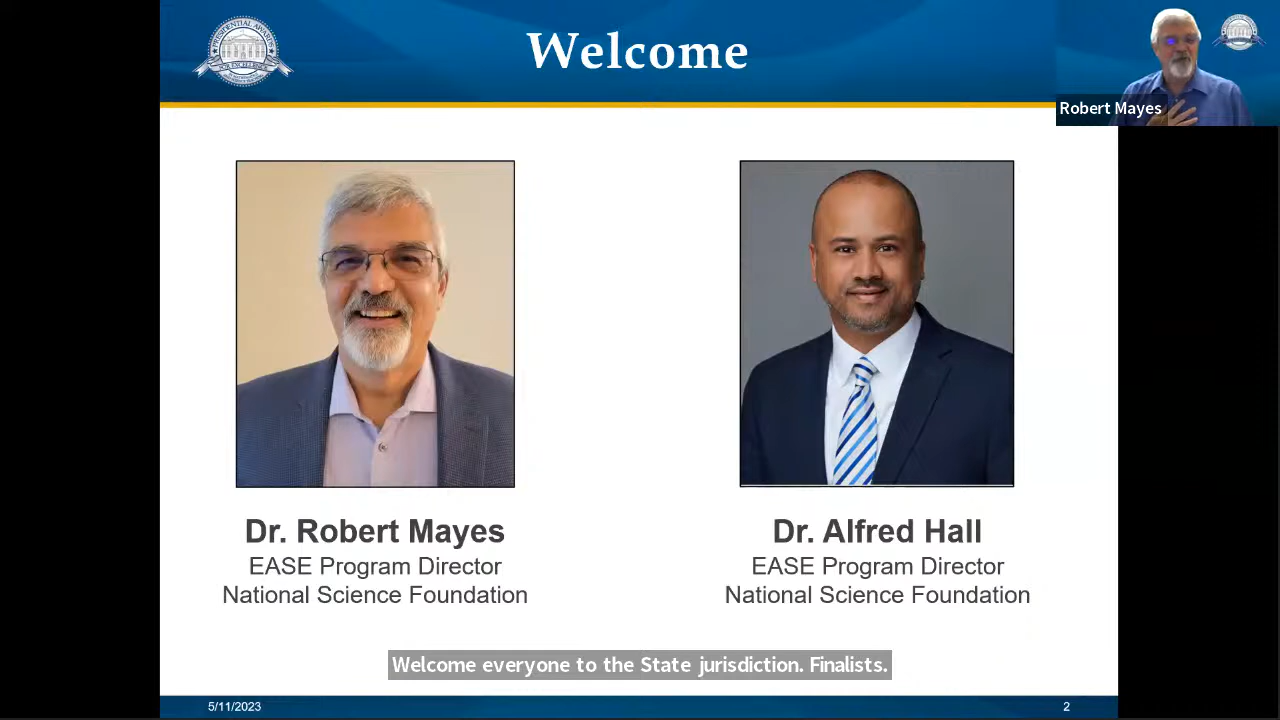 Welcome
Robert Mayes
Dr. Robert Mayes
EASE Program Director
National Science Foundation
Dr. Alfred Hall
EASE Program Director
National Science Foundation
Welcome everyone to the State jurisdiction. Finalists.
5/11/2023
2